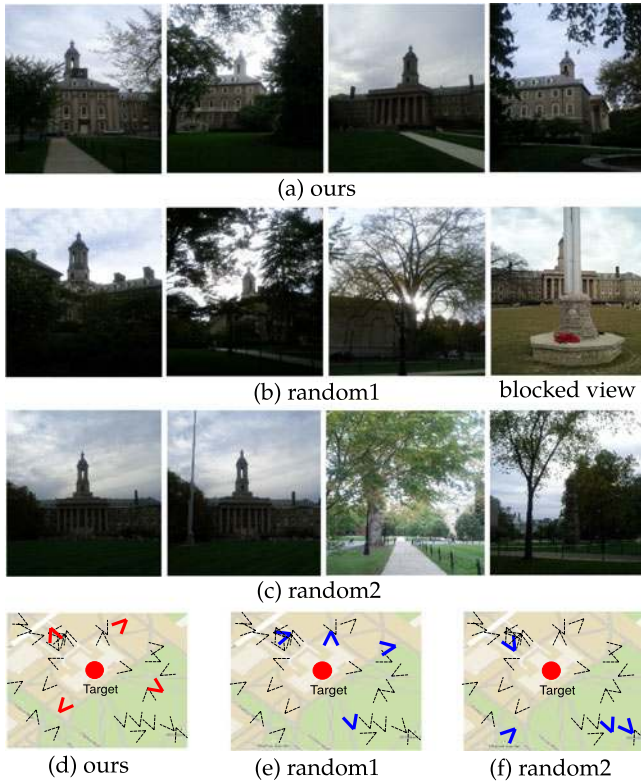 (a) ours
(b) random1
blocked view
(c) random2
Target
Target
Target
(d) ours
(e) random1
(f) random2